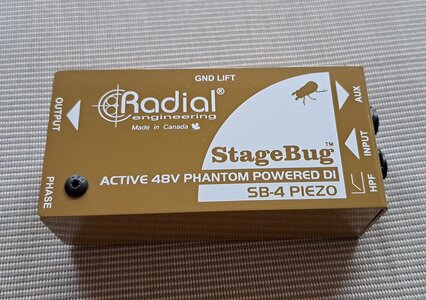 GND LIFT
OUTPUT
AUX
Radial®
engineering
Made in Canada
INPUT
StageBug™
PHASE
ACTIVE 48V PHANTOM POWERED DI
HPF
SB-4 PIEZO